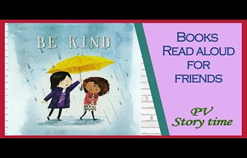 BE KIND
BOOKS
READ ALOUD
FOR
FRIENDS
PV
Story time